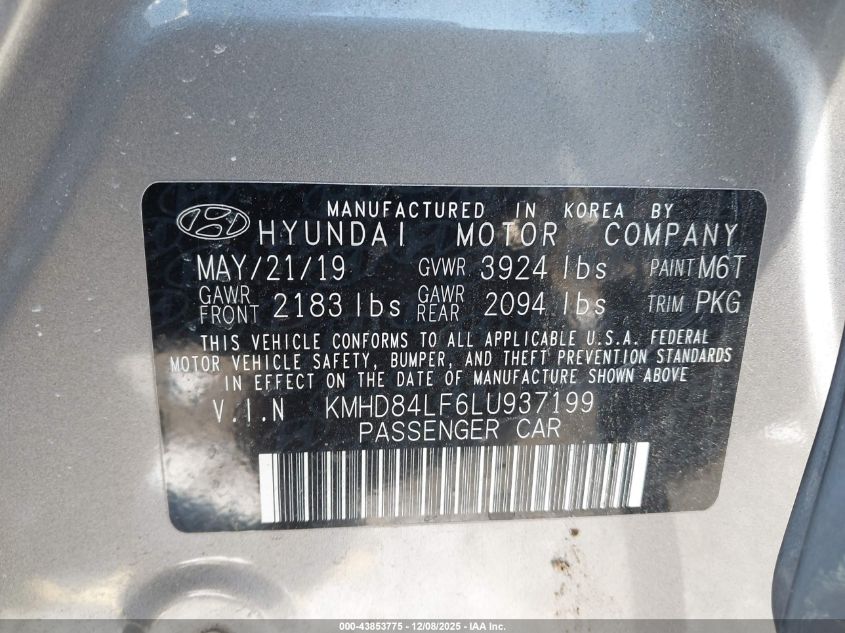 MANUFACTURED IN KOREA BY
HYUNDAI MOTOR COMPANY
MAY/21/19 GVWR 3924 lbs PAINT M6T
GAWR FRONT 2183 lbs GAWR REAR 2094 lbs TRIM PKG
THIS VEHICLE CONFORMS TO ALL APPLICABLE U.S.A. FEDERAL
MOTOR VEHICLE SAFETY, BUMPER, AND THEFT PREVENTION STANDARDS
IN EFFECT ON THE DATE OF MANUFACTURE SHOWN ABOVE
V.I.N KMHD84LF6LU937199
PASSENGER CAR
000-43853775 - 12/08/2025 - IAA Inc.